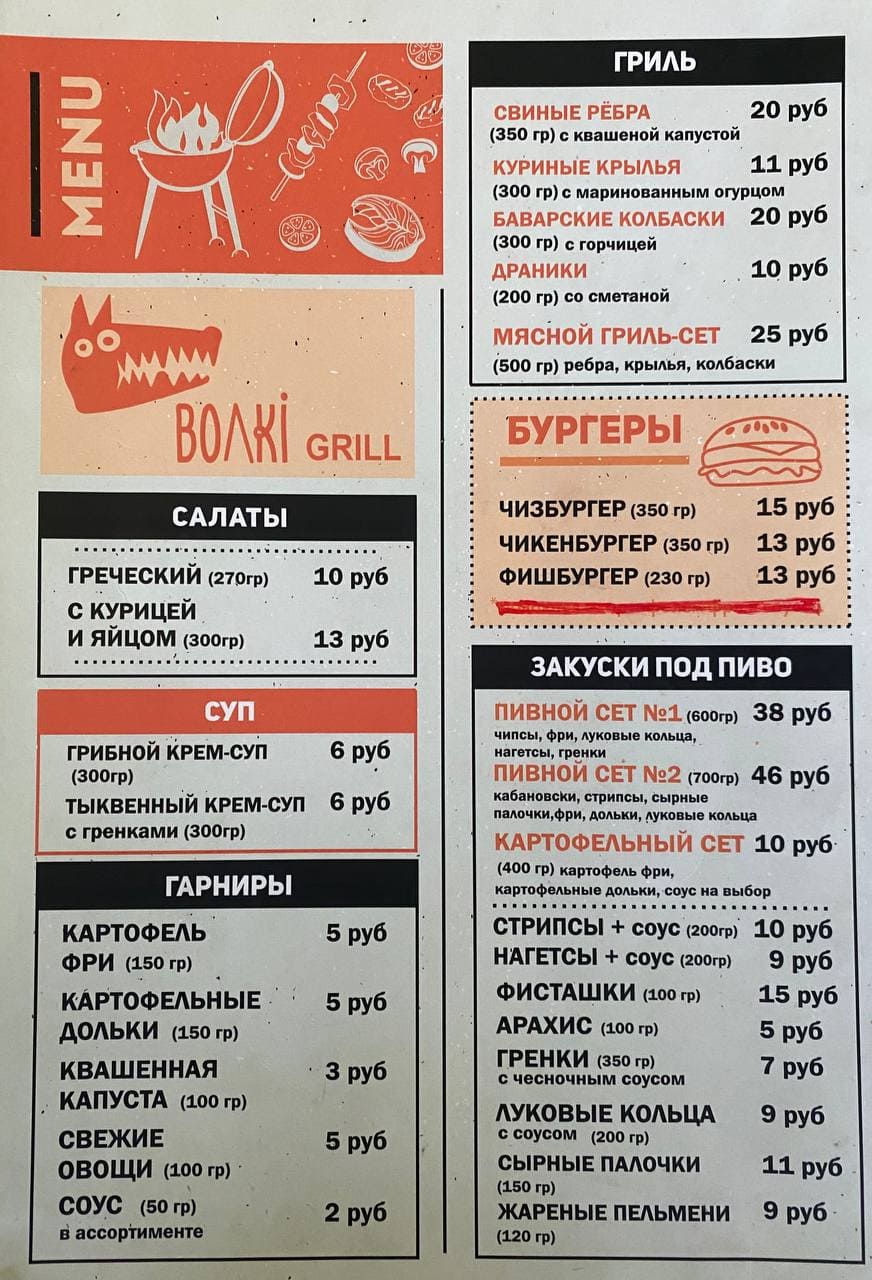 MENU
ВОЛКІ GRILL
САЛАТЫ
ГРЕЧЕСКИЙ (270гр) 10 руб
С КУРИЦЕЙ
И ЯЙЦОМ (300гр) 13 руб
СУП
ГРИБНОЙ КРЕМ-СУП 6 руб
(300гр)
ТЫКВЕННЫЙ КРЕМ-СУП 6 руб
с гренками (300гр)
ГАРНИРЫ
КАРТОФЕЛЬ 5 руб
ФРИ (150 гр)
КАРТОФЕЛЬНЫЕ 5 руб
ДОЛЬКИ (150 гр)
КВАШЕННАЯ 3 руб
КАПУСТА (100 гр)
СВЕЖИЕ 5 руб
ОВОЩИ (100 гр)
СОУС (50 гр) 2 руб
в ассортименте
ГРИЛЬ
СВИНЫЕ РЁБРА 20 руб
(350 гр) с квашеной капустой
КУРИНЫЕ КРЫЛЬЯ 11 руб
(300 гр) с маринованным огурцом
БАВАРСКИЕ КОЛБАСКИ 20 руб
(300 гр) с горчицей
ДРАНИКИ 10 руб
(200 гр) со сметаной
МЯСНОЙ ГРИЛЬ-СЕТ 25 руб
(500 гр) ребра, крылья, колбаски
БУРГЕРЫ
ЧИЗБУРГЕР (350 гр) 15 руб
ЧИКЕНБУРГЕР (350 гр) 13 руб
ФИШБУРГЕР (230 гр) 13 руб
ЗАКУСКИ ПОД ПИВО
ПИВНОЙ СЕТ №1 (600гр) 38 руб
чипсы, фри, луковые кольца,
нагетсы, гренки
ПИВНОЙ СЕТ №2 (700гр) 46 руб
кабановски, стрипсы, сырные
палочки,фри, дольки, луковые кольца
КАРТОФЕЛЬНЫЙ СЕТ 10 руб
(400 гр) картофель фри,
картофельные дольки, соус на выбор
СТРИПСЫ + соус (200гр) 10 руб
НАГЕТСЫ + соус (200гр) 9 руб
ФИСТАШКИ (100 гр) 15 руб
АРАХИС (100 гр) 5 руб
ГРЕНКИ (350 гр) 7 руб
с чесночным соусом
ЛУКОВЫЕ КОЛЬЦА 9 руб
с соусом (200 гр)
СЫРНЫЕ ПАЛОЧКИ 11 руб
(150 гр)
ЖАРЕНЫЕ ПЕЛЬМЕНИ 9 руб
(120 гр)